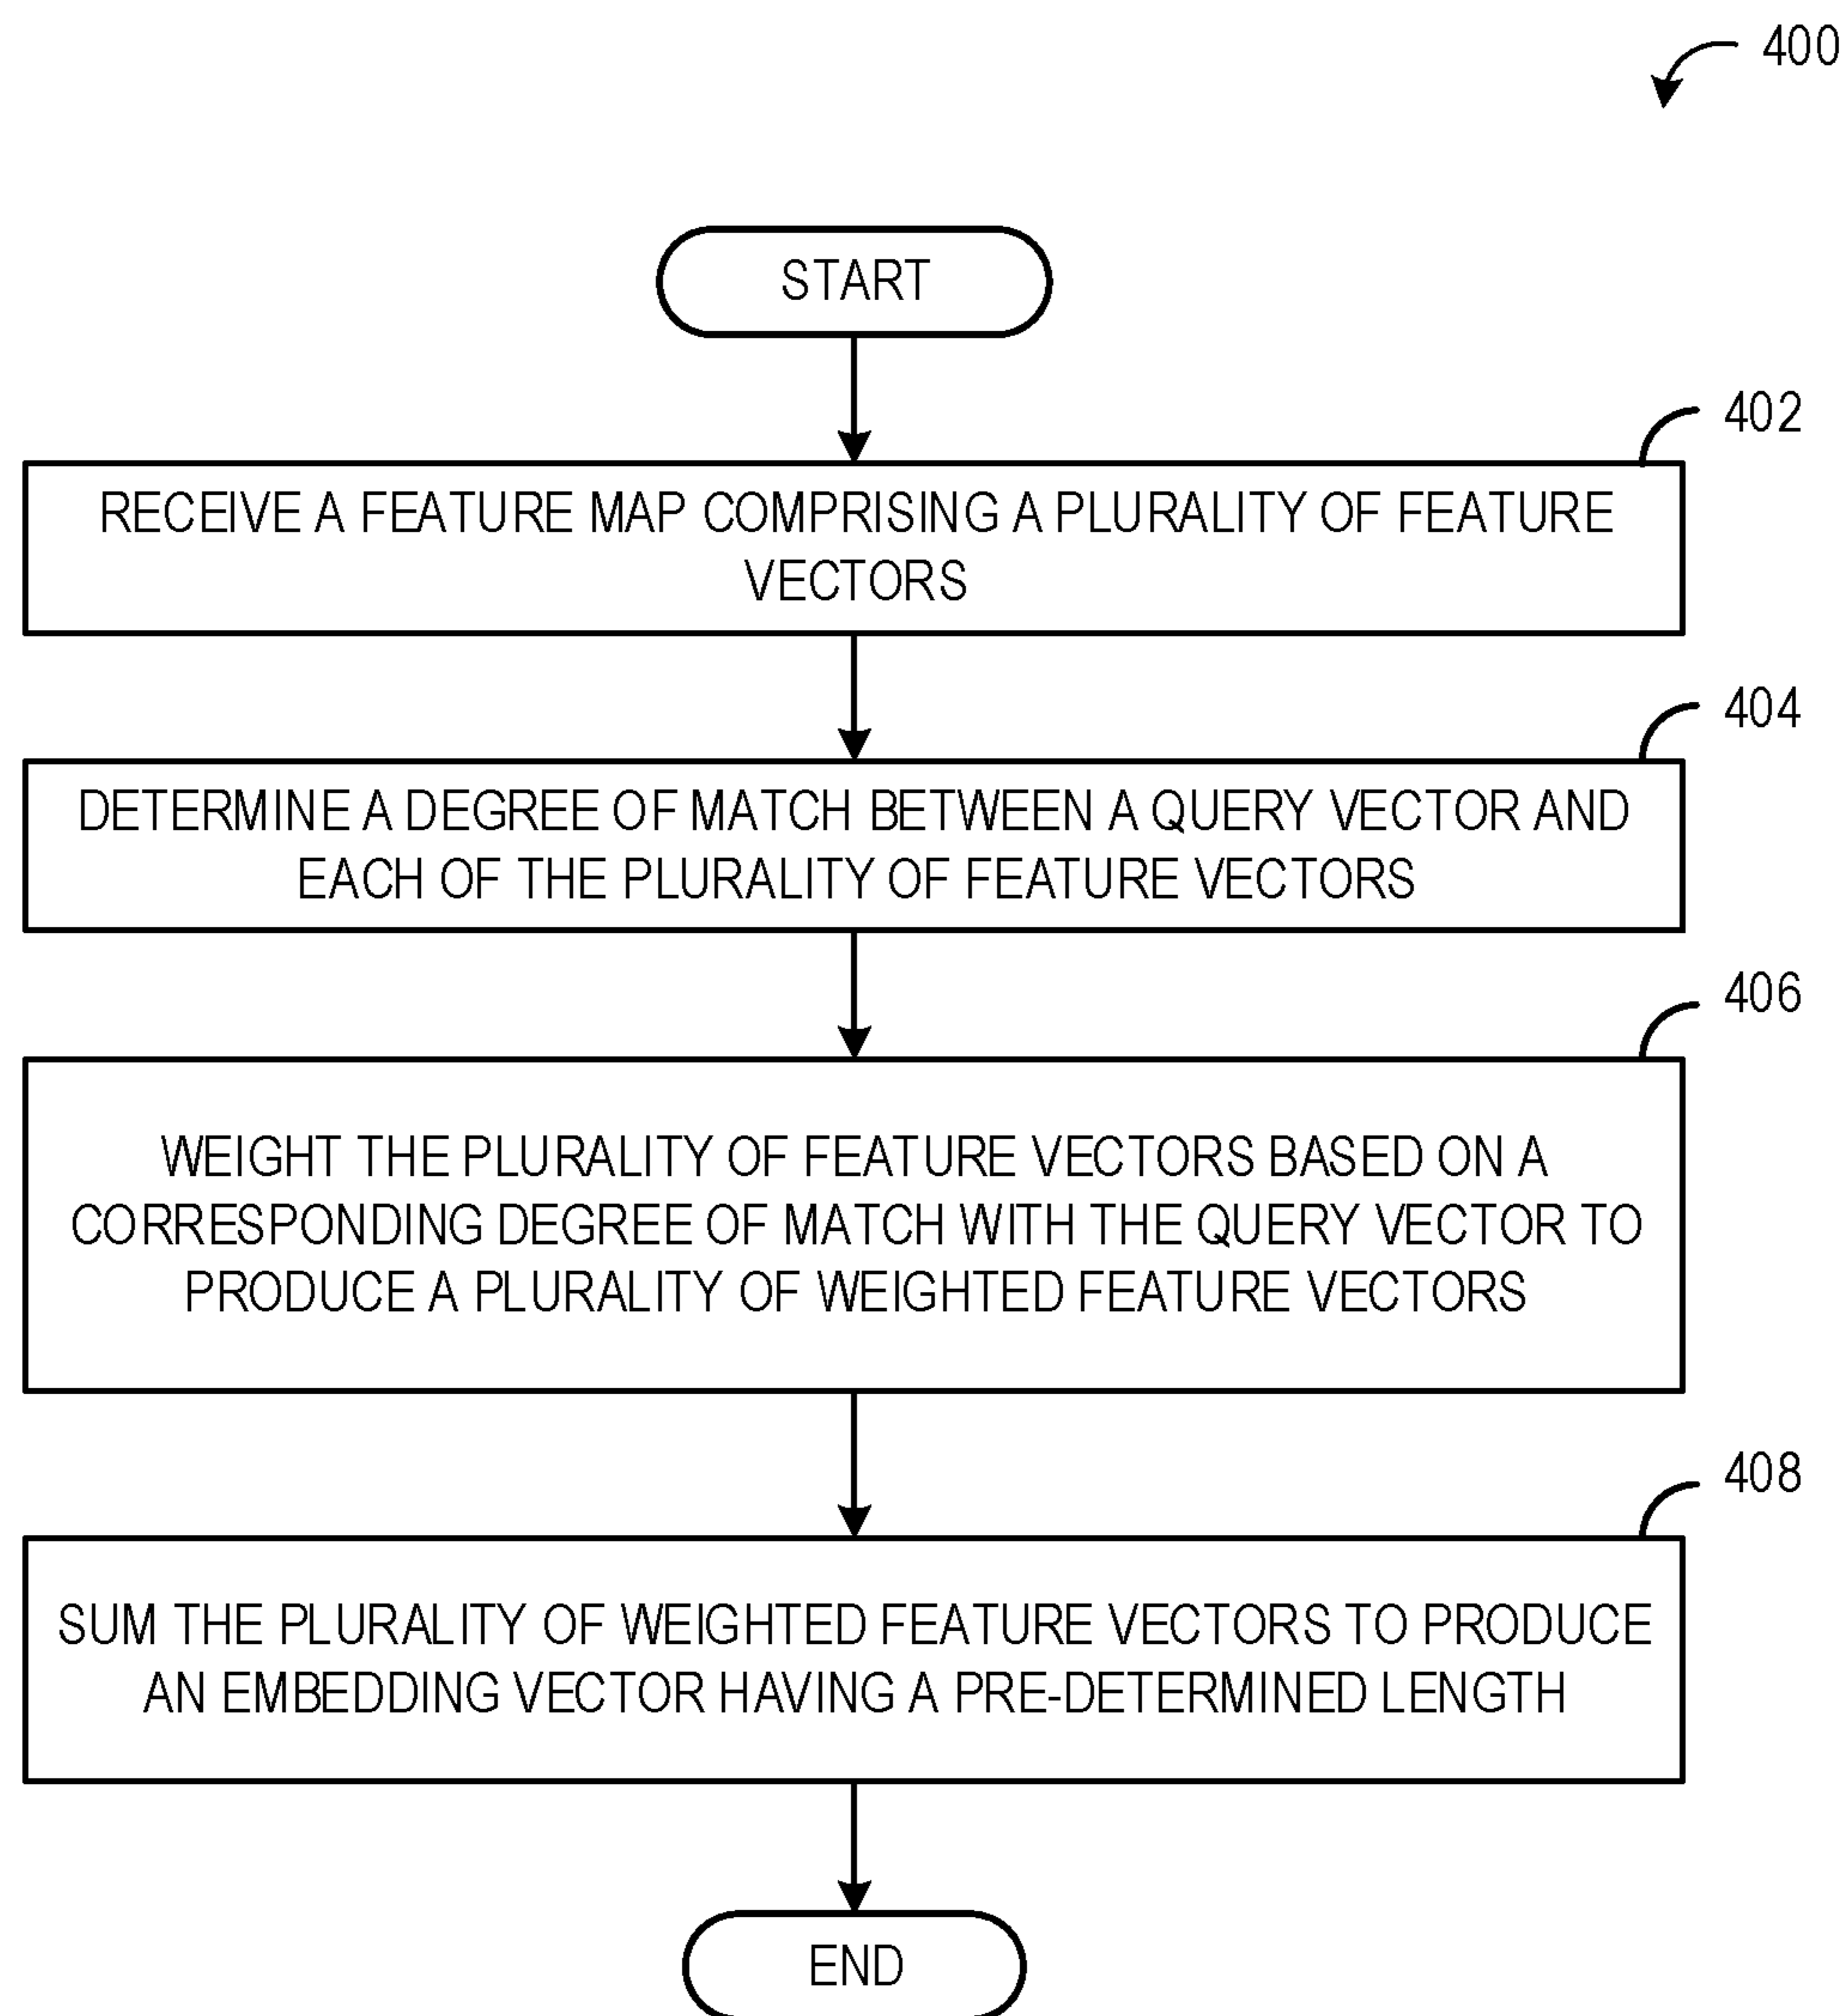 400
START
402
RECEIVE A FEATURE MAP COMPRISING A PLURALITY OF FEATURE
VECTORS
404
DETERMINE A DEGREE OF MATCH BETWEEN A QUERY VECTOR AND
EACH OF THE PLURALITY OF FEATURE VECTORS
406
WEIGHT THE PLURALITY OF FEATURE VECTORS BASED ON A
CORRESPONDING DEGREE OF MATCH WITH THE QUERY VECTOR TO
PRODUCE A PLURALITY OF WEIGHTED FEATURE VECTORS
408
SUM THE PLURALITY OF WEIGHTED FEATURE VECTORS TO PRODUCE
AN EMBEDDING VECTOR HAVING A PRE-DETERMINED LENGTH
END